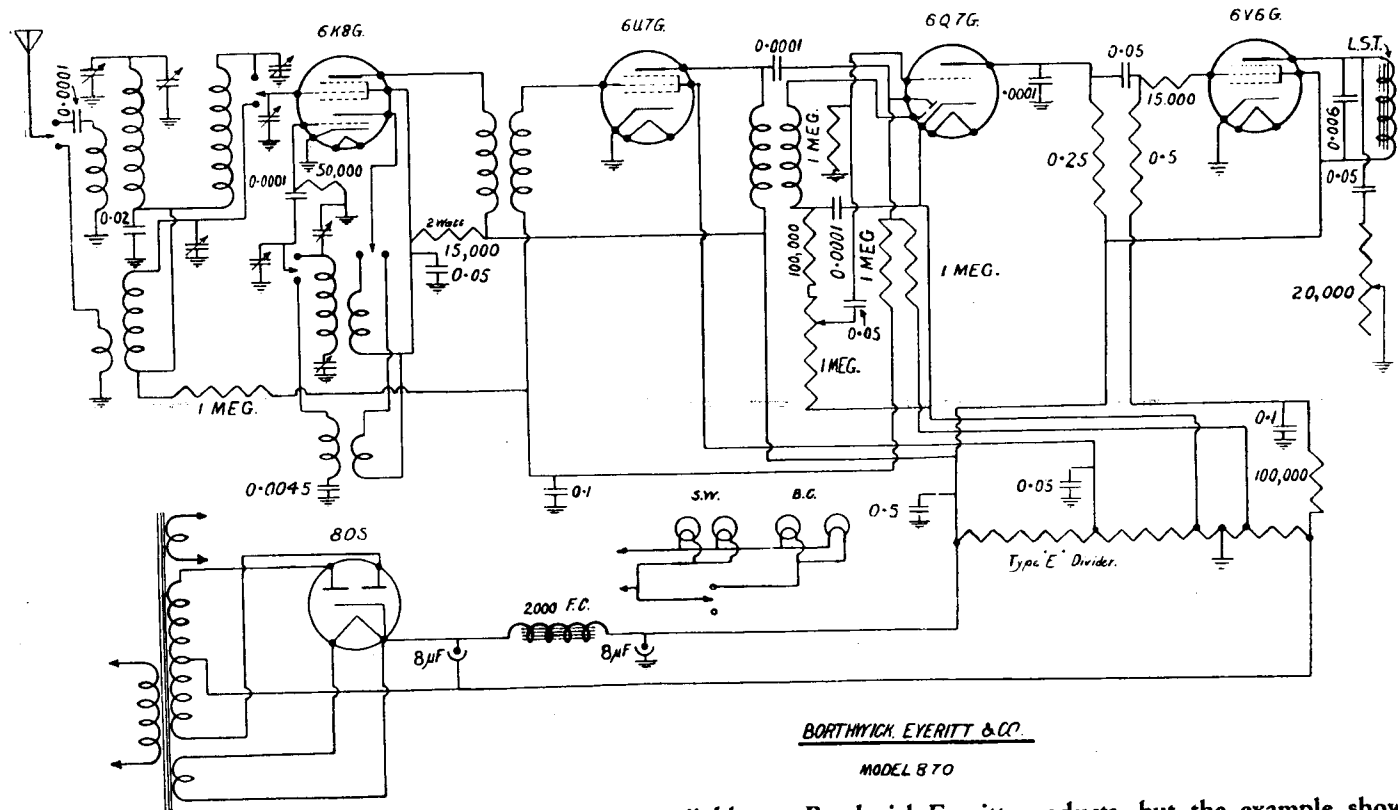 6K8G.
6U7G.
6Q7G.
6V6G.
L.S.T.
0.0001
0.0001
.0001
0.05
15,000
0.006
0.25
0.5
0.05
0.0001
50,000
0.02
2 Watt
15,000
0.05
1 MEG.
100,000
0.0001
1 MEG
0.05
1 MEG.
1 MEG.
20,000
1 MEG.
0.1
100,000
0.0045
0.1
S.W.
B.C.
0.5
0.05
Type 'E' Divider.
80S
2000 F.C.
8µF
8µF
BORTHWICK, EVERITT & CO.
MODEL 870